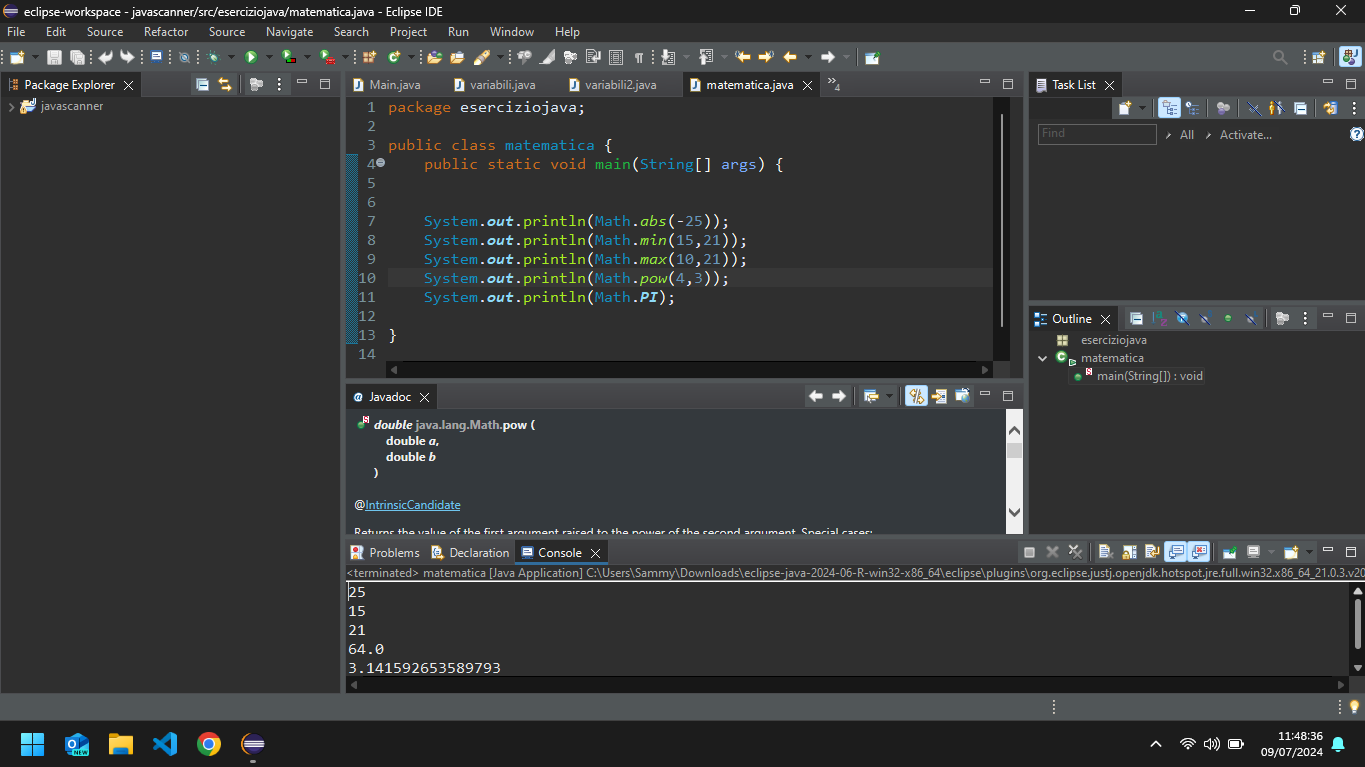 eclipse-workspace - javascanner/src/eserciziojava/matematica.java - Eclipse IDE
File Edit Source Refactor Source Navigate Search Project Run Window Help
Package Explorer
javascanner
Main.java variabili.java variabili2.java matematica.java »4
1 package eserciziojava;
2
3 public class matematica {
4 public static void main(String[] args) {
5
6
7 System.out.println(Math.abs(-25));
8 System.out.println(Math.min(15,21));
9 System.out.println(Math.max(10,21));
10 System.out.println(Math.pow(4,3));
11 System.out.println(Math.PI);
12
13 }
14
Task List
Find All Activate...
Outline
eserciziojava
matematica
main(String[]) : void
Javadoc
double java.lang.Math.pow (
double a,
double b
)
@IntrinsicCandidate
Returns the value of the first argument raised to the power of the second argument. Special cases:
Problems Declaration Console
<terminated> matematica [Java Application] C:\Users\Sammy\Downloads\eclipse-java-2024-06-R-win32-x86_64\eclipse\plugins\org.eclipse.justj.openjdk.hotspot.jre.full.win32.x86_64_21.0.3.v20
25
15
21
64.0
3.141592653589793
NEW
11:48:36
09/07/2024